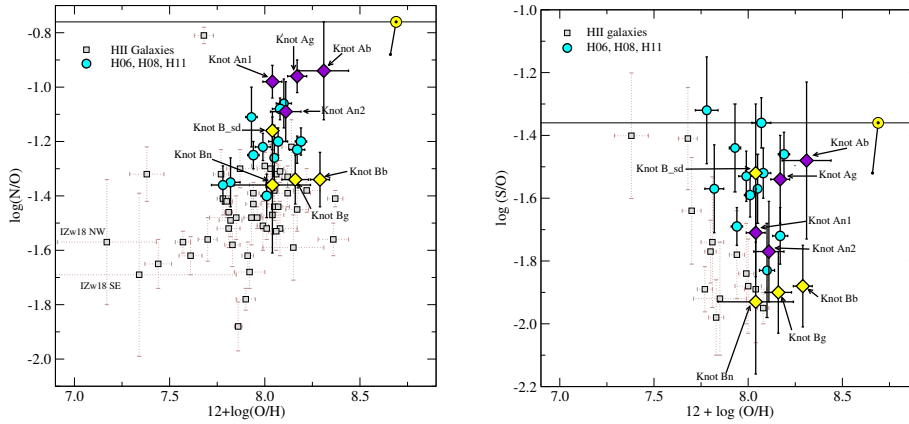 HII Galaxies
H06, H08, H11
Knot Ag
Knot Ab
Knot An1
Knot An2
Knot B_sd
Knot Bn
Knot Bb
Knot Bg
IZw18 NW
IZw18 SE
log(N/O)
-0.8
-1.0
-1.2
-1.4
-1.6
-1.8
-2.0
7.0 7.5 8.0 8.5
12+log(O/H)
HII galaxies
H06, H08, H11
Knot Ab
Knot B_sd
Knot Ag
Knot An1
Knot An2
Knot Bb
Knot Bg
Knot Bn
log (S/O)
-1.0
-1.2
-1.4
-1.6
-1.8
-2.0
-2.2
7.0 7.5 8.0 8.5
12 + log (O/H)